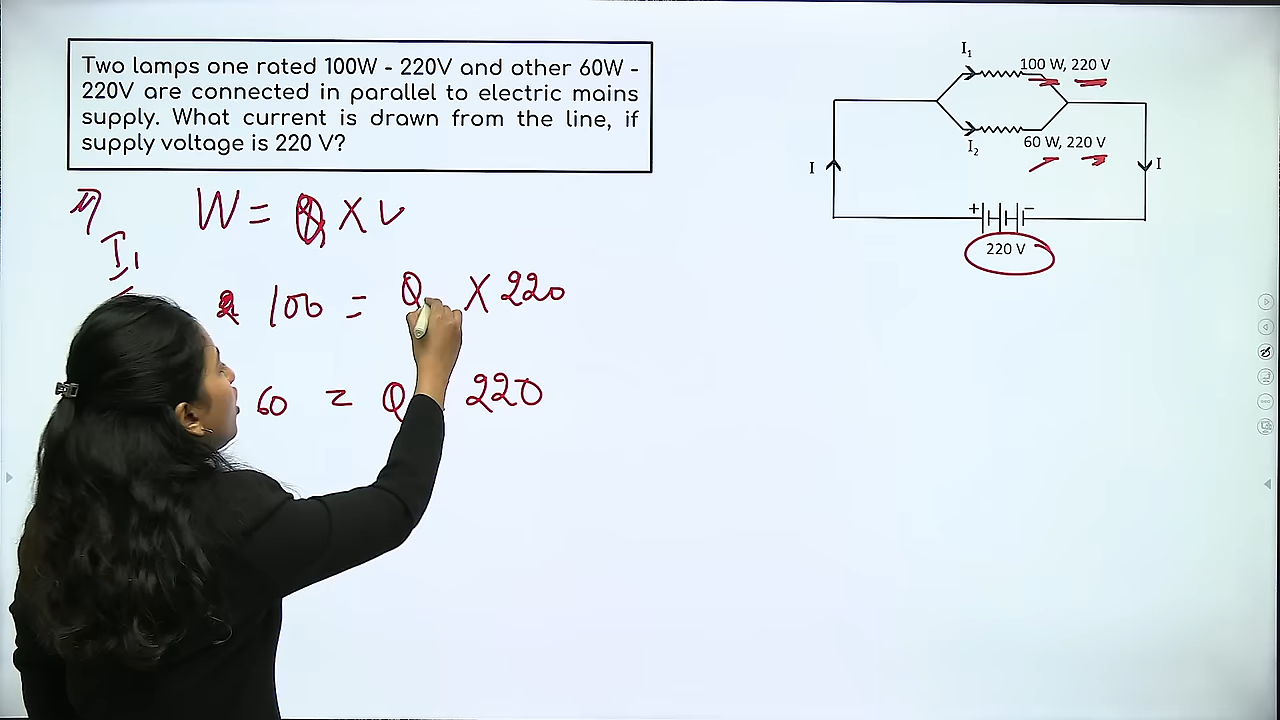 Two lamps one rated 100W - 220V and other 60W -
220V are connected in parallel to electric mains
supply. What current is drawn from the line, if
supply voltage is 220 V?
I₁
100 W, 220 V
I₂
60 W, 220 V
I
I
+
−
220 V
W = Q × V
I₁
100 = Q × 220
60 = Q 220